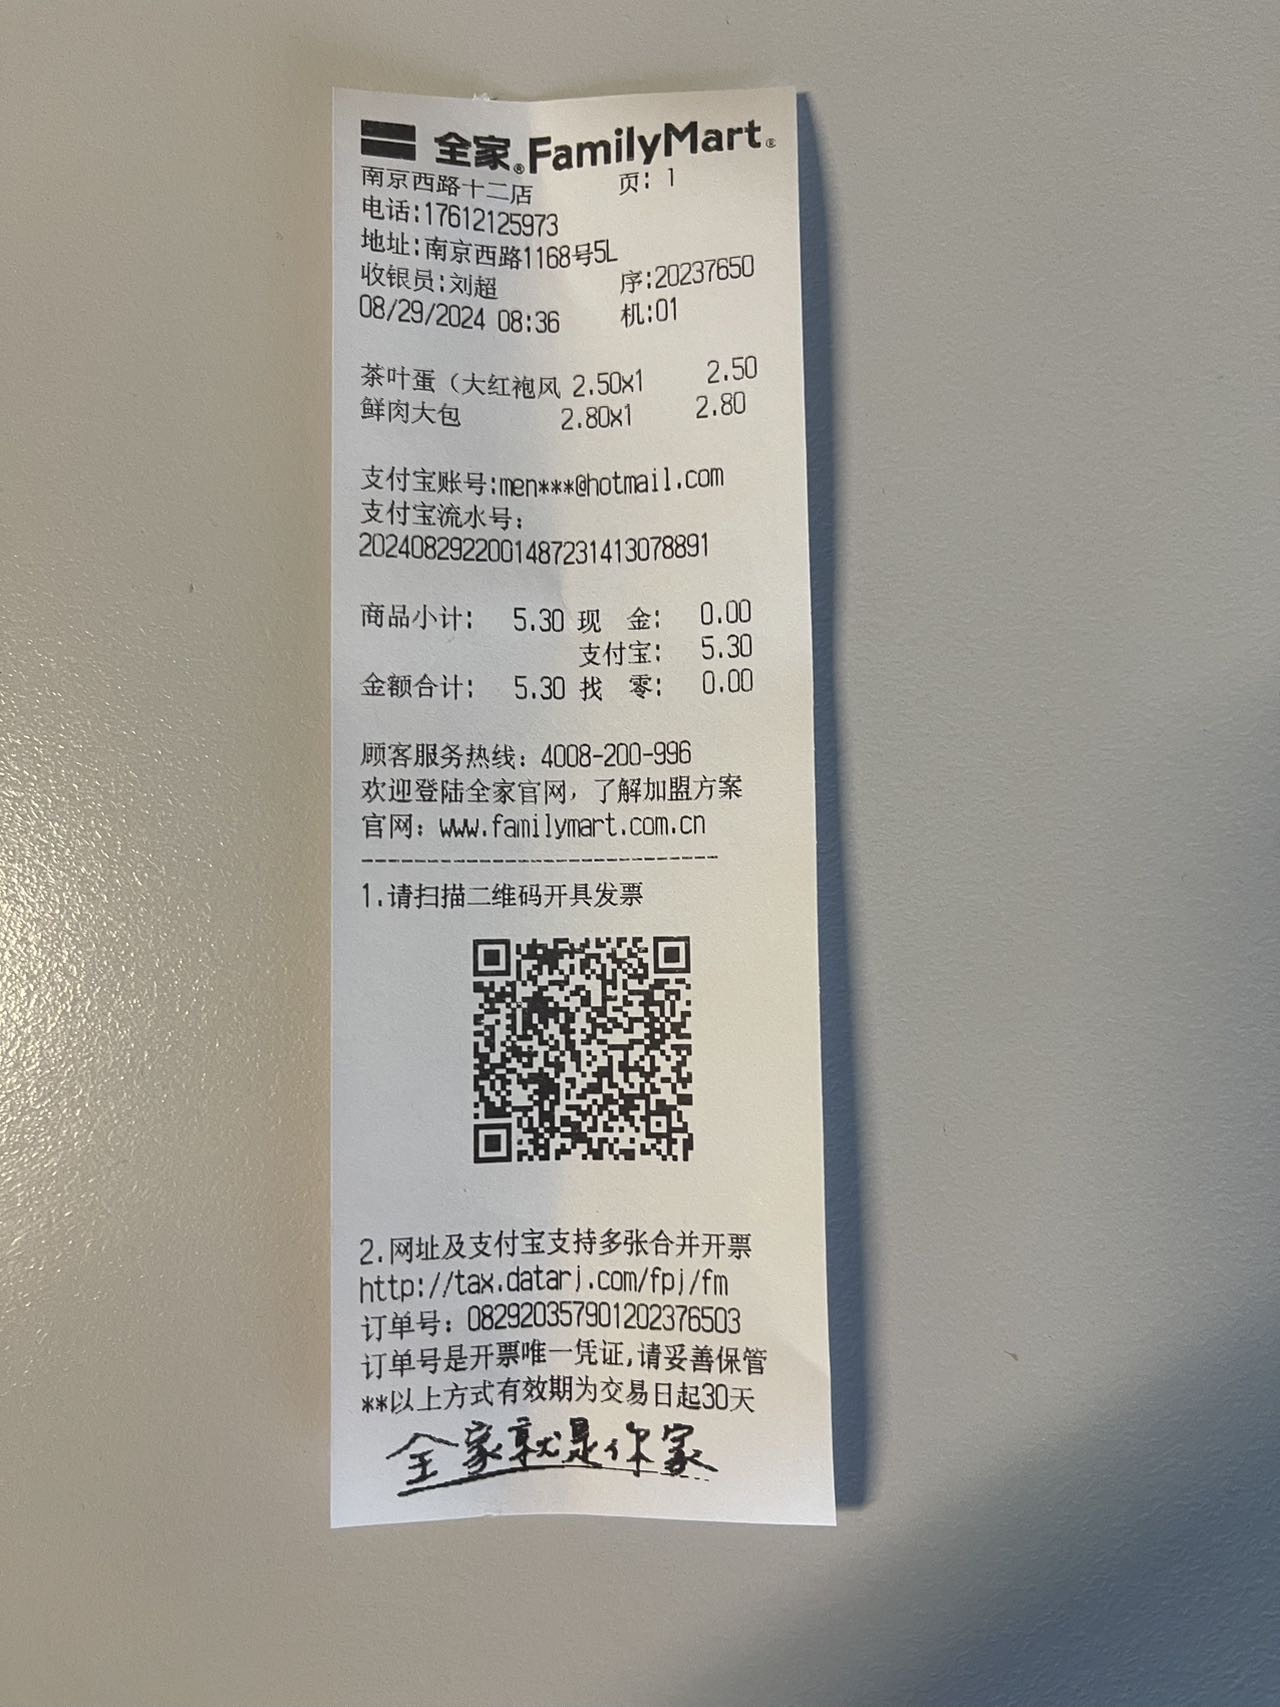 全家®FamilyMart®
南京西路十二店 页: 1
电话:17612125973
地址:南京西路1168号5L
收银员:刘超 序:20237650
08/29/2024 08:36 机:01
茶叶蛋（大红袍风 2.50x1 2.50
鲜肉大包 2.80x1 2.80
支付宝账号:men***@hotmail.com
支付宝流水号:
2024082922001487231413078891
商品小计: 5.30 现 金: 0.00
支付宝: 5.30
金额合计: 5.30 找 零: 0.00
顾客服务热线: 4008-200-996
欢迎登陆全家官网，了解加盟方案
官网: www.familymart.com.cn
----------------------------
1.请扫描二维码开具发票
2.网址及支付宝支持多张合并开票
http://tax.datarj.com/fpj/fm
订单号: 082920357901202376503
订单号是开票唯一凭证,请妥善保管
**以上方式有效期为交易日起30天
全家就是你家